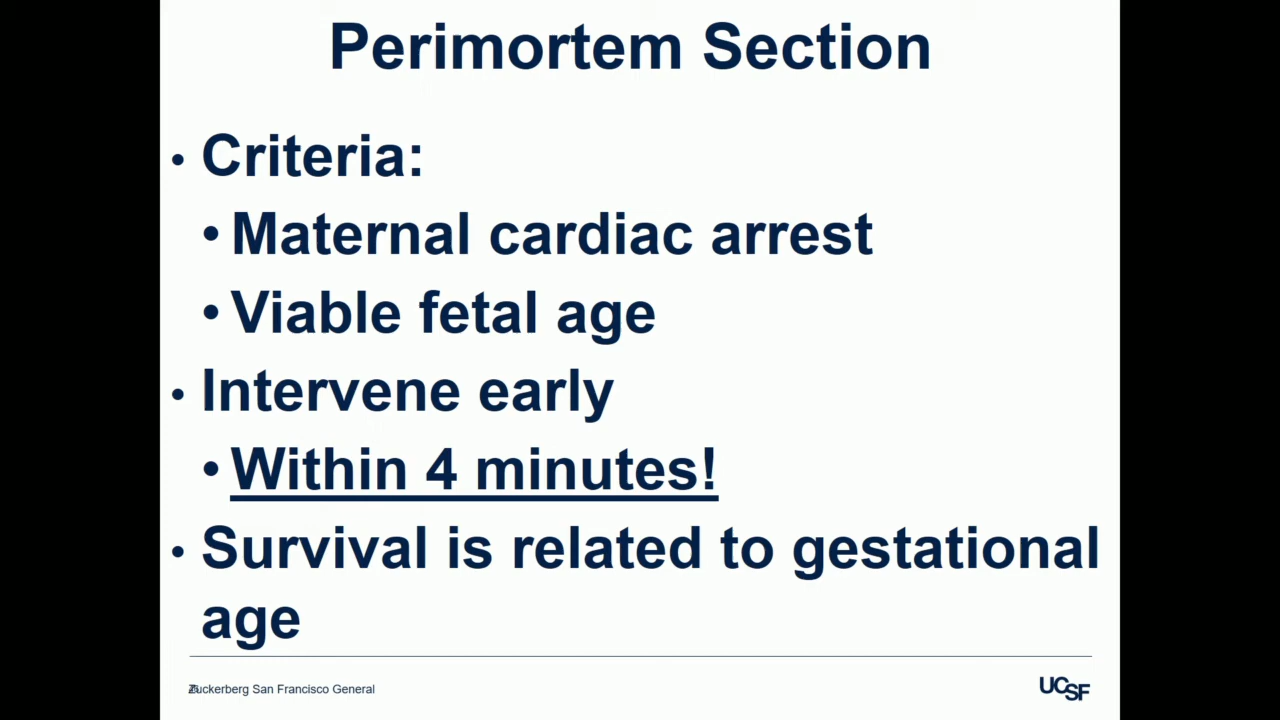 Perimortem Section
• Criteria:
• Maternal cardiac arrest
• Viable fetal age
• Intervene early
• Within 4 minutes!
• Survival is related to gestational
age
Zuckerberg San Francisco General
UCSF